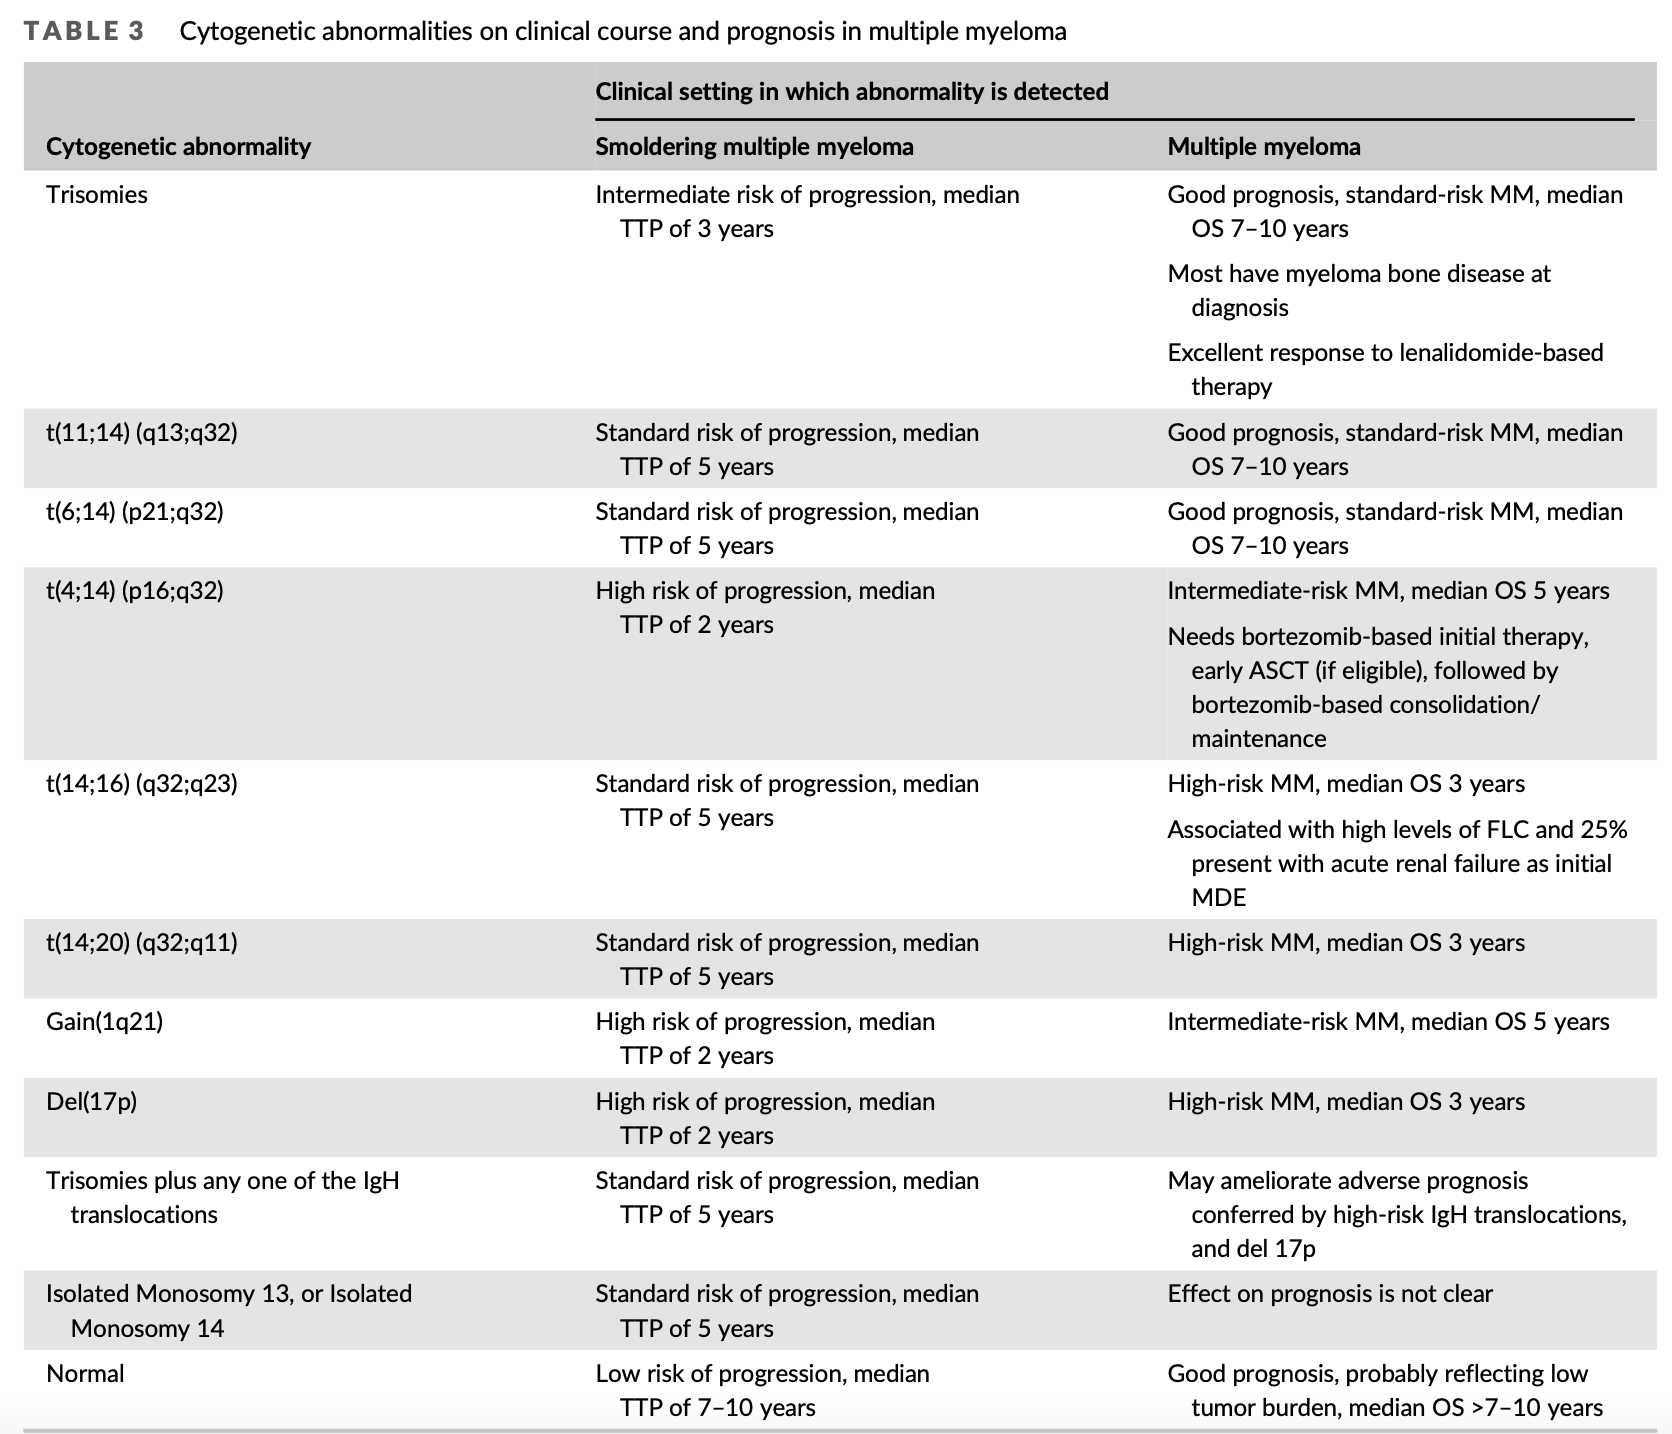 TABLE 3 Cytogenetic abnormalities on clinical course and prognosis in multiple myeloma
Clinical setting in which abnormality is detected
Cytogenetic abnormality Smoldering multiple myeloma Multiple myeloma
Trisomies Intermediate risk of progression, median Good prognosis, standard-risk MM, median
TTP of 3 years OS 7–10 years
Most have myeloma bone disease at
diagnosis
Excellent response to lenalidomide-based
therapy
t(11;14) (q13;q32) Standard risk of progression, median Good prognosis, standard-risk MM, median
TTP of 5 years OS 7–10 years
t(6;14) (p21;q32) Standard risk of progression, median Good prognosis, standard-risk MM, median
TTP of 5 years OS 7–10 years
t(4;14) (p16;q32) High risk of progression, median Intermediate-risk MM, median OS 5 years
TTP of 2 years
Needs bortezomib-based initial therapy,
early ASCT (if eligible), followed by
bortezomib-based consolidation/
maintenance
t(14;16) (q32;q23) Standard risk of progression, median High-risk MM, median OS 3 years
TTP of 5 years
Associated with high levels of FLC and 25%
present with acute renal failure as initial
MDE
t(14;20) (q32;q11) Standard risk of progression, median High-risk MM, median OS 3 years
TTP of 5 years
Gain(1q21) High risk of progression, median Intermediate-risk MM, median OS 5 years
TTP of 2 years
Del(17p) High risk of progression, median High-risk MM, median OS 3 years
TTP of 2 years
Trisomies plus any one of the IgH Standard risk of progression, median May ameliorate adverse prognosis
translocations TTP of 5 years conferred by high-risk IgH translocations,
and del 17p
Isolated Monosomy 13, or Isolated Standard risk of progression, median Effect on prognosis is not clear
Monosomy 14 TTP of 5 years
Normal Low risk of progression, median Good prognosis, probably reflecting low
TTP of 7–10 years tumor burden, median OS >7–10 years